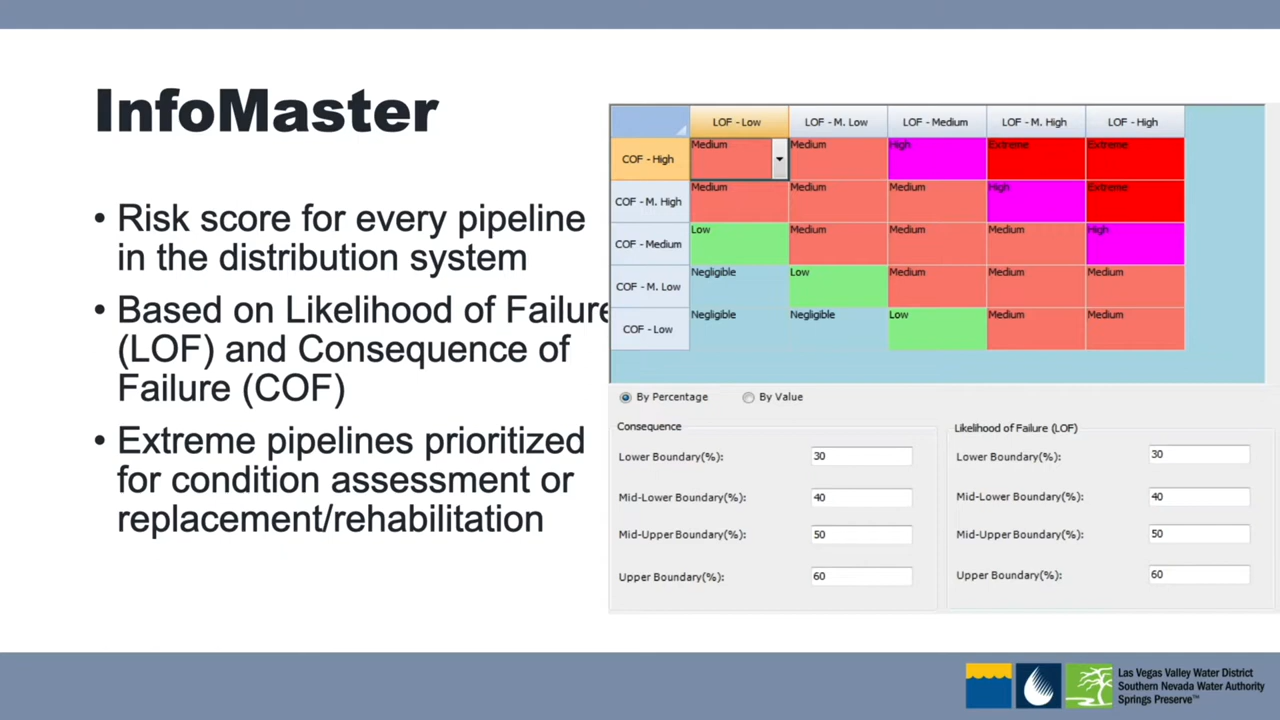 InfoMaster
• Risk score for every pipeline
in the distribution system
• Based on Likelihood of Failure
(LOF) and Consequence of
Failure (COF)
• Extreme pipelines prioritized
for condition assessment or
replacement/rehabilitation
LOF - Low LOF - M. Low LOF - Medium LOF - M. High LOF - High
COF - High Medium Medium High Extreme Extreme
COF - M. High Medium Medium Medium High Extreme
COF - Medium Low Medium Medium Medium High
COF - M. Low Negligible Low Medium Medium Medium
COF - Low Negligible Negligible Low Medium Medium
By Percentage By Value
Consequence
Lower Boundary(%): 30
Mid-Lower Boundary(%): 40
Mid-Upper Boundary(%): 50
Upper Boundary(%): 60
Likelihood of Failure (LOF)
Lower Boundary(%): 30
Mid-Lower Boundary(%): 40
Mid-Upper Boundary(%): 50
Upper Boundary(%): 60
Las Vegas Valley Water District
Southern Nevada Water Authority
Springs Preserve™